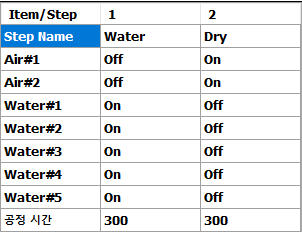 Item/Step 1 2
Step Name Water Dry
Air#1 Off On
Air#2 Off On
Water#1 On Off
Water#2 On Off
Water#3 On Off
Water#4 On Off
Water#5 On Off
공정 시간 300 300